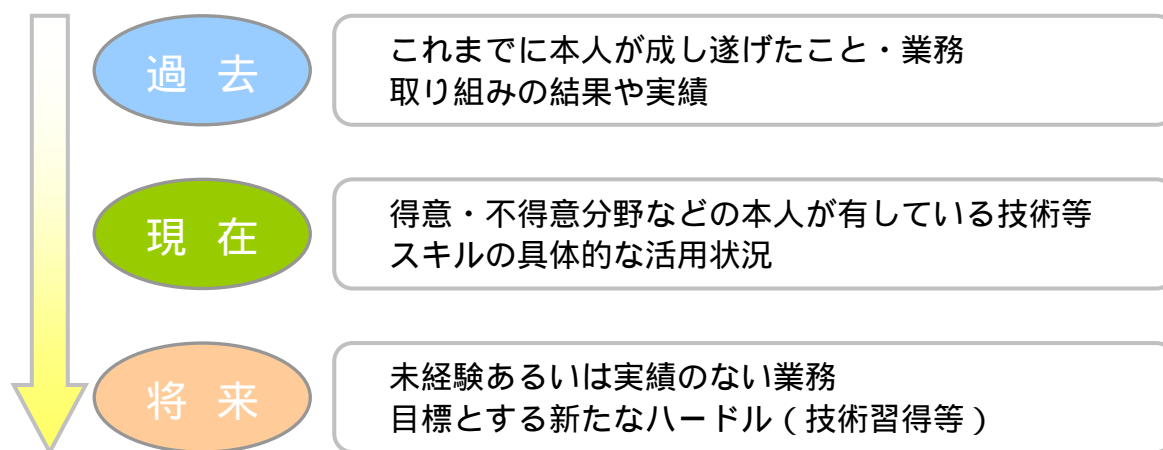 過 去
これまでに本人が成し遂げたこと・業務
取り組みの結果や実績
現 在
得意・不得意分野などの本人が有している技術等
スキルの具体的な活用状況
将 来
未経験あるいは実績のない業務
目標とする新たなハードル(技術習得等)